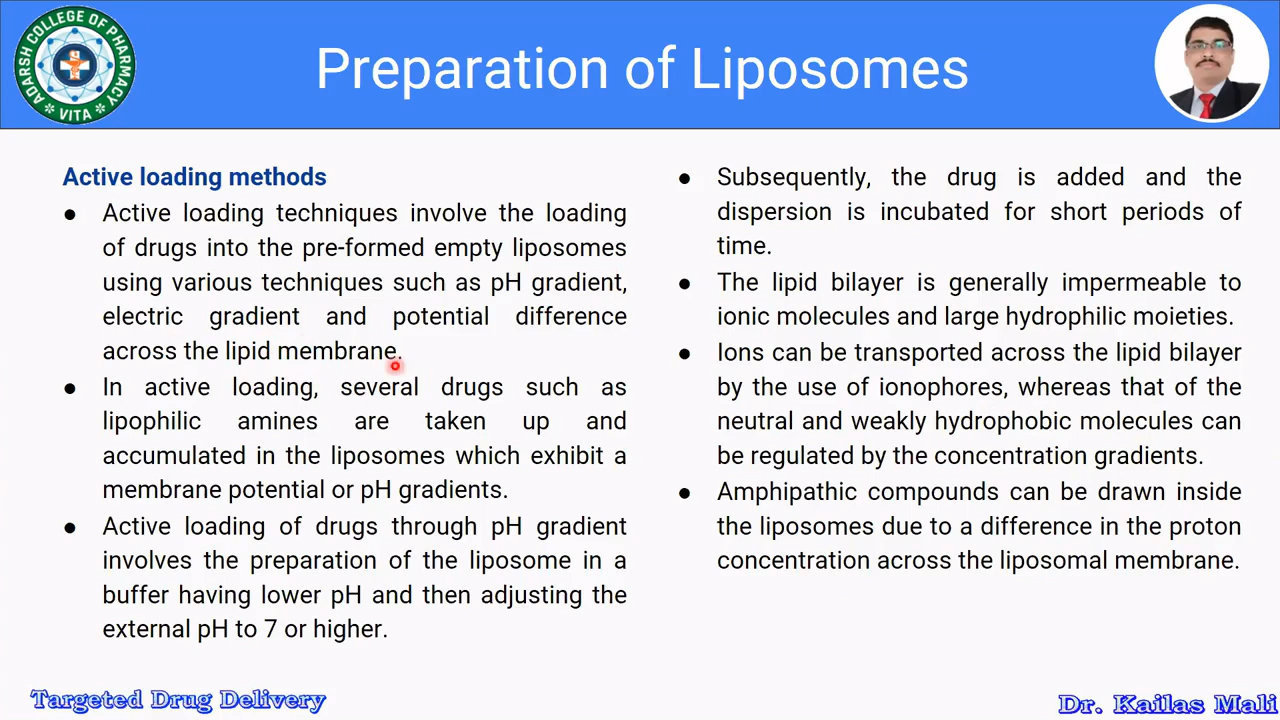 ADARSH COLLEGE OF PHARMACY
VITA
Preparation of Liposomes
Active loading methods
● Active loading techniques involve the loading
of drugs into the pre-formed empty liposomes
using various techniques such as pH gradient,
electric gradient and potential difference
across the lipid membrane.
● In active loading, several drugs such as
lipophilic amines are taken up and
accumulated in the liposomes which exhibit a
membrane potential or pH gradients.
● Active loading of drugs through pH gradient
involves the preparation of the liposome in a
buffer having lower pH and then adjusting the
external pH to 7 or higher.
● Subsequently, the drug is added and the
dispersion is incubated for short periods of
time.
● The lipid bilayer is generally impermeable to
ionic molecules and large hydrophilic moieties.
● Ions can be transported across the lipid bilayer
by the use of ionophores, whereas that of the
neutral and weakly hydrophobic molecules can
be regulated by the concentration gradients.
● Amphipathic compounds can be drawn inside
the liposomes due to a difference in the proton
concentration across the liposomal membrane.
Targeted Drug Delivery
Dr. Kailas Mali